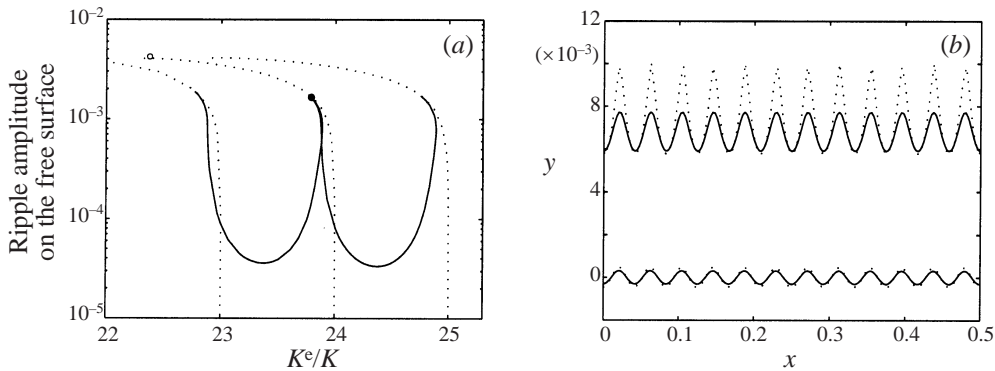 (a)
Ripple amplitude
on the free surface
10⁻²
10⁻³
10⁻⁴
10⁻⁵
22 23 24 25
Kᵉ/K
(b)
12
(×10⁻³)
8
4
0
y
0 0.1 0.2 0.3 0.4 0.5
x